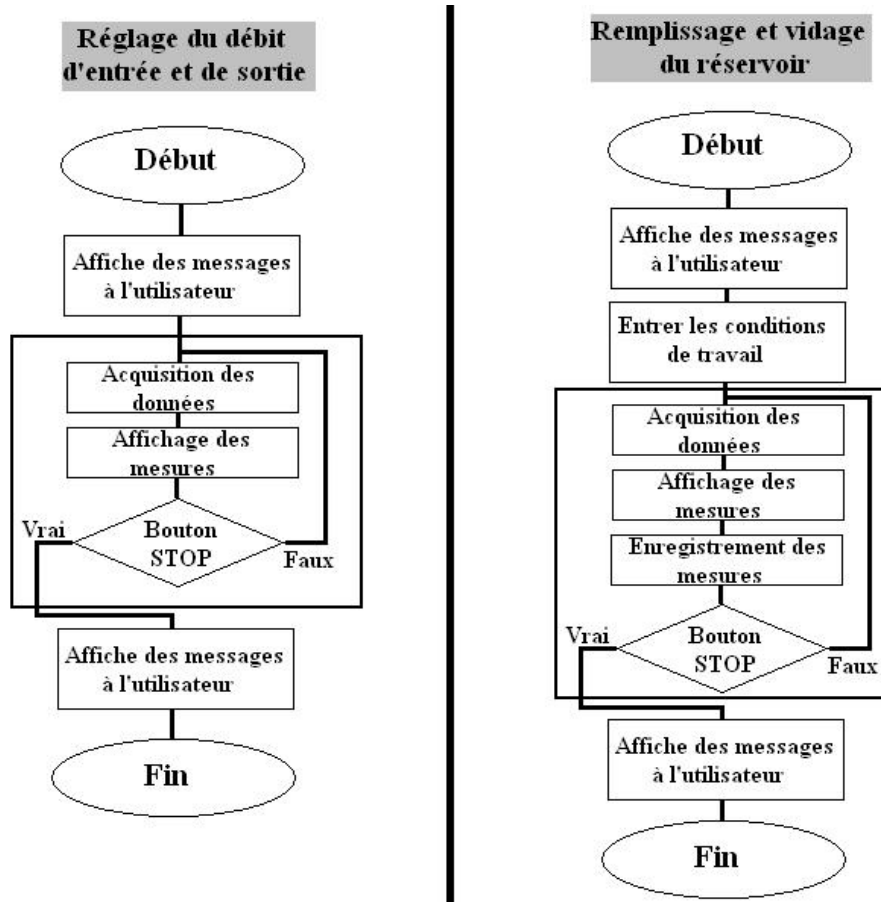 Réglage du débit
d'entrée et de sortie
Début
Affiche des messages
à l'utilisateur
Acquisition des
données
Affichage des
mesures
Vrai
Bouton
STOP
Faux
Affiche des messages
à l'utilisateur
Fin
Remplissage et vidage
du réservoir
Début
Affiche des messages
à l'utilisateur
Entrer les conditions
de travail
Acquisition des
données
Affichage des
mesures
Enregistrement des
mesures
Vrai
Bouton
STOP
Faux
Affiche des messages
à l'utilisateur
Fin